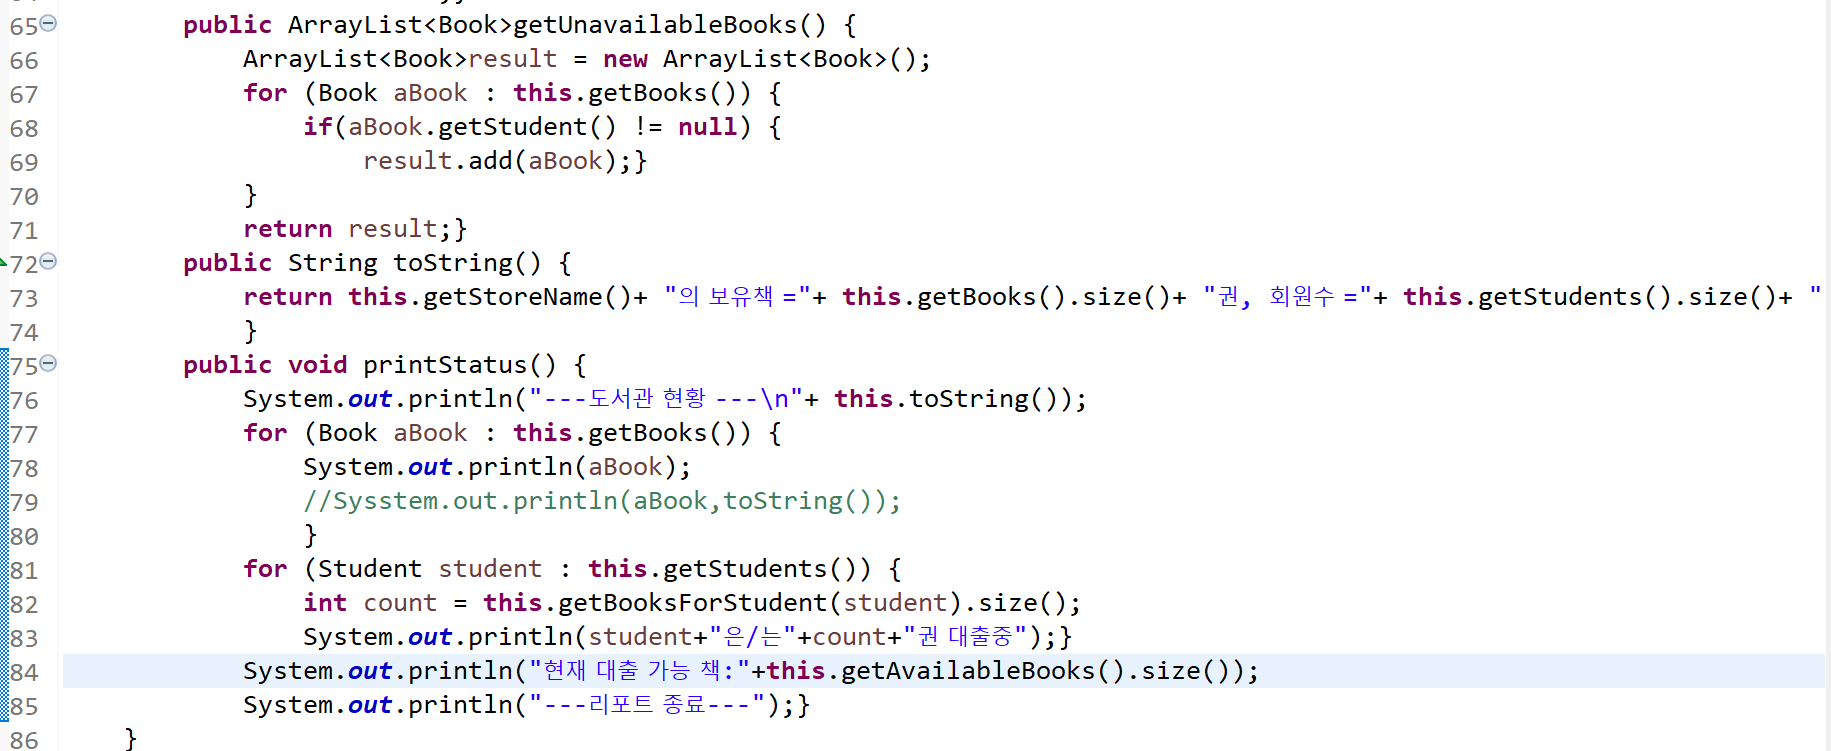 65 public ArrayList<Book>getUnavailableBooks() {
66 ArrayList<Book>result = new ArrayList<Book>();
67 for (Book aBook : this.getBooks()) {
68 if(aBook.getStudent() != null) {
69 result.add(aBook);}
70 }
71 return result;}
72 public String toString() {
73 return this.getStoreName()+ "의 보유책 ="+ this.getBooks().size()+ "권, 회원수 ="+ this.getStudents().size()+ "
74 }
75 public void printStatus() {
76 System.out.println("---도서관 현황 ---\n"+ this.toString());
77 for (Book aBook : this.getBooks()) {
78 System.out.println(aBook);
79 //Sysstem.out.println(aBook,toString());
80 }
81 for (Student student : this.getStudents()) {
82 int count = this.getBooksForStudent(student).size();
83 System.out.println(student+"은/는"+count+"권 대출중");}
84 System.out.println("현재 대출 가능 책:"+this.getAvailableBooks().size());
85 System.out.println("---리포트 종료---");}
86 }